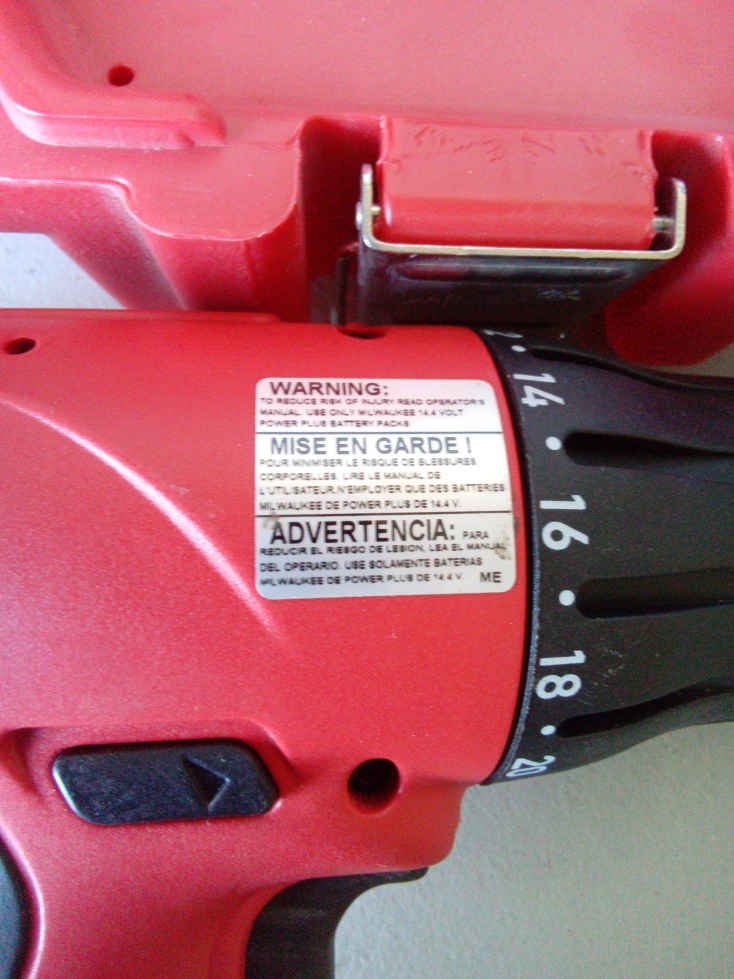 WARNING:
TO REDUCE RISK OF INJURY READ OPERATOR'S
MANUAL. USE ONLY MILWAUKEE 14.4 VOLT
POWER PLUS BATTERY PACKS
MISE EN GARDE !
POUR MINIMISER LE RISQUE DE BLESSURES
CORPORELLES, LIRE LE MANUAL DE
L'UTILISATEUR.N'EMPLOYER QUE DES BATTERIES
MILWAUKEE DE POWER PLUS DE 14.4 V.
ADVERTENCIA: PARA
REDUCIR EL RIESGO DE LESION, LEA EL MANUAL
DEL OPERARIO. USE SOLAMENTE BATERIAS
MILWAUKEE DE POWER PLUS DE 14.4 V. ME
14
16
18
20